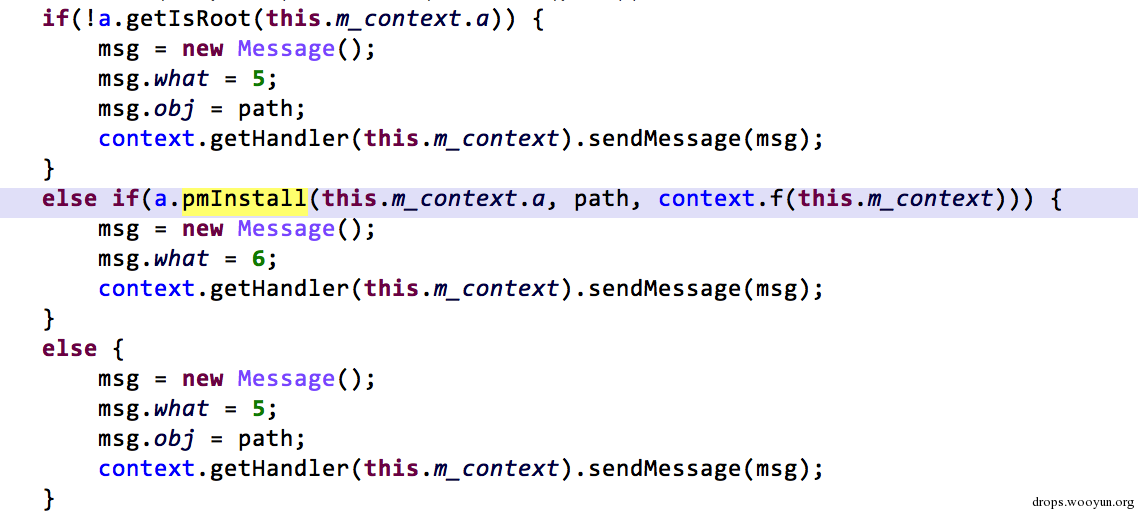 if(!a.getIsRoot(this.m_context.a)) {
    msg = new Message();
    msg.what = 5;
    msg.obj = path;
    context.getHandler(this.m_context).sendMessage(msg);
}
else if(a.pmInstall(this.m_context.a, path, context.f(this.m_context))) {
    msg = new Message();
    msg.what = 6;
    context.getHandler(this.m_context).sendMessage(msg);
}
else {
    msg = new Message();
    msg.what = 5;
    msg.obj = path;
    context.getHandler(this.m_context).sendMessage(msg);
}
drops.wooyun.org